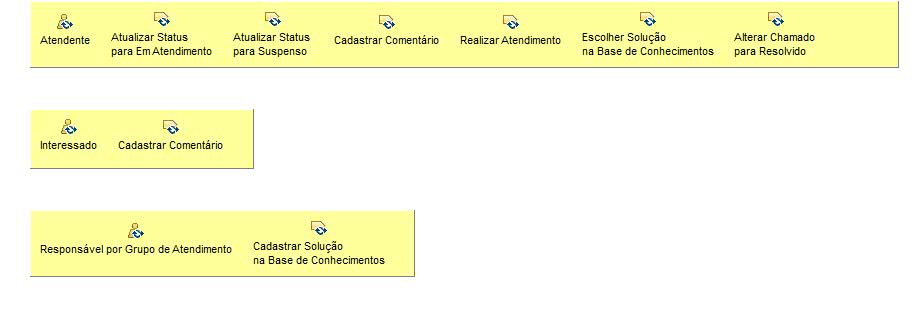 Atendente
Atualizar Status
para Em Atendimento
Atualizar Status
para Suspenso
Cadastrar Comentário
Realizar Atendimento
Escolher Solução
na Base de Conhecimentos
Alterar Chamado
para Resolvido
Interessado
Cadastrar Comentário
Responsável por Grupo de Atendimento
Cadastrar Solução
na Base de Conhecimentos